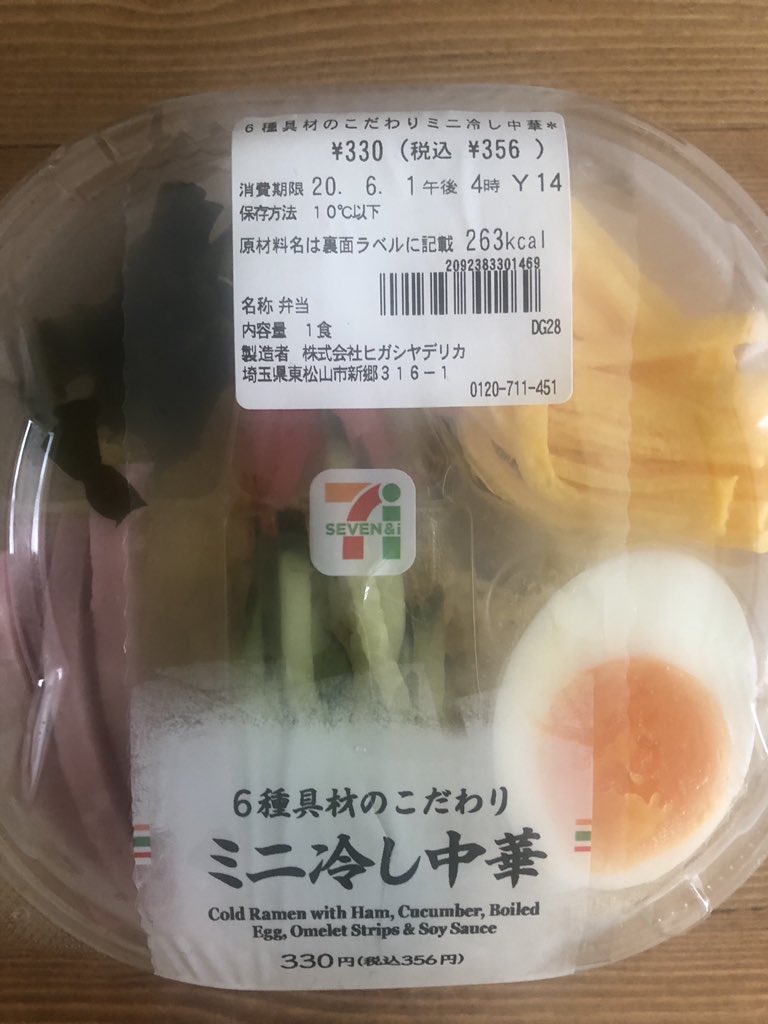 6種具材のこだわりミニ冷し中華*
¥330 (税込 ¥356 )
消費期限 20. 6. 1午後 4時 Y14
保存方法 10℃以下
原材料名は裏面ラベルに記載 263kcal
2092383301469
名称 弁当
内容量 1食 DG28
製造者 株式会社ヒガシヤデリカ
埼玉県東松山市新郷316-1
0120-711-451
SEVEN&i
6種具材のこだわり
ミニ冷し中華
Cold Ramen with Ham, Cucumber, Boiled
Egg, Omelet Strips & Soy Sauce
330円(税込356円)